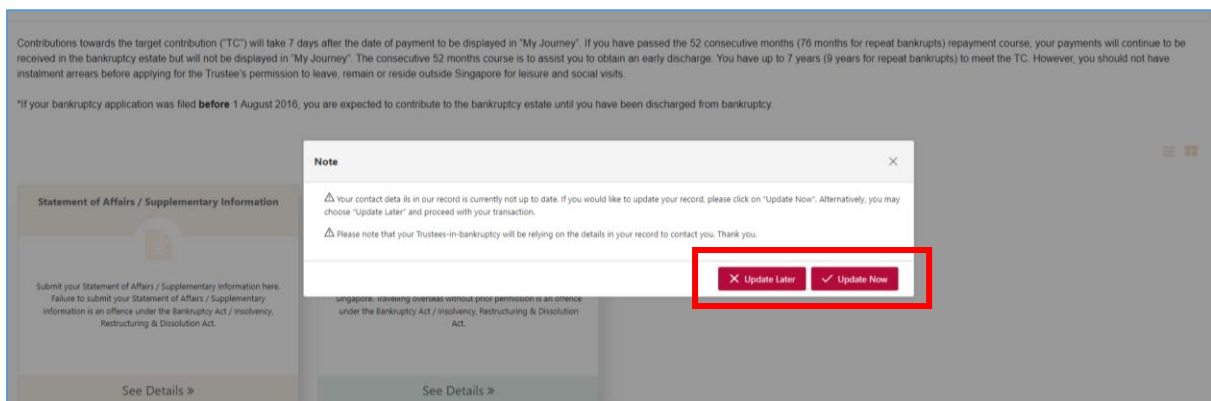 Contributions towards the target contribution ("TC") will take 7 days after the date of payment to be displayed in "My Journey". If you have passed the 52 consecutive months (76 months for repeat bankrupts) repayment course, your payments will continue to be
received in the bankruptcy estate but will not be displayed in "My Journey". The consecutive 52 months course is to assist you to obtain an early discharge. You have up to 7 years (9 years for repeat bankrupts) to meet the TC. However, you should not have
instalment arrears before applying for the Trustee's permission to leave, remain or reside outside Singapore for leisure and social visits.
*If your bankruptcy application was filed before 1 August 2016, you are expected to contribute to the bankruptcy estate until you have been discharged from bankruptcy.
Note
Your contact deta ils in our record is currently not up to date. If you would like to update your record, please click on "Update Now". Alternatively, you may
choose "Update Later" and proceed with your transaction.
Please note that your Trustees-in-bankruptcy will be relying on the details in your record to contact you. Thank you.
Update Later
Update Now
Statement of Affairs / Supplementary Information
Submit your Statement of Affairs / Supplementary Information here.
Failure to submit your Statement of Affairs / Supplementary
Information is an offence under the Bankruptcy Act / Insolvency,
Restructuring & Dissolution Act.
See Details »
Singapore. Travelling overseas without prior permission is an offence
under the Bankruptcy Act / Insolvency, Restructuring & Dissolution
Act.
See Details »